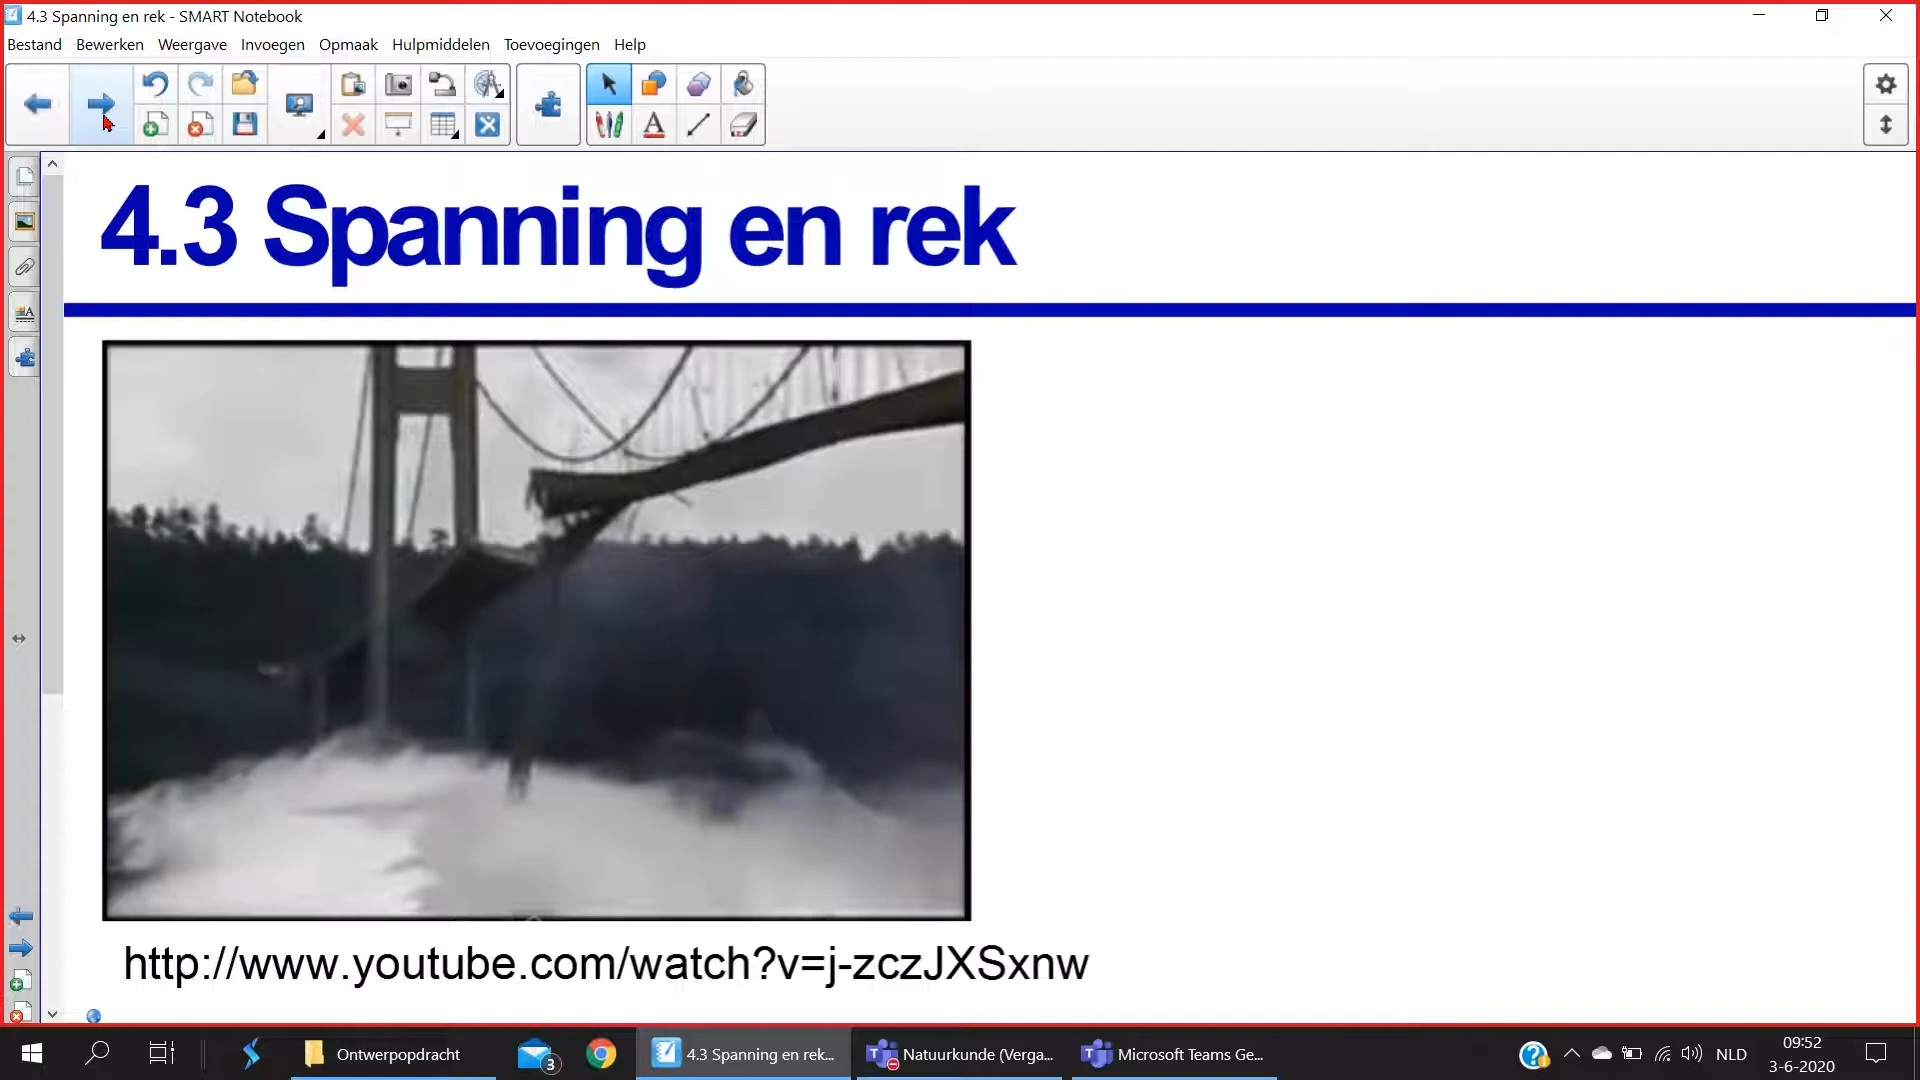 4.3 Spanning en rek - SMART Notebook
Bestand Bewerken Weergave Invoegen Opmaak Hulpmiddelen Toevoegingen Help
4.3 Spanning en rek
http://www.youtube.com/watch?v=j-zczJXSxnw
Ontwerpopdracht
3
4.3 Spanning en rek...
Natuurkunde (Verga...
Microsoft Teams Ge...
NLD
09:52
3-6-2020